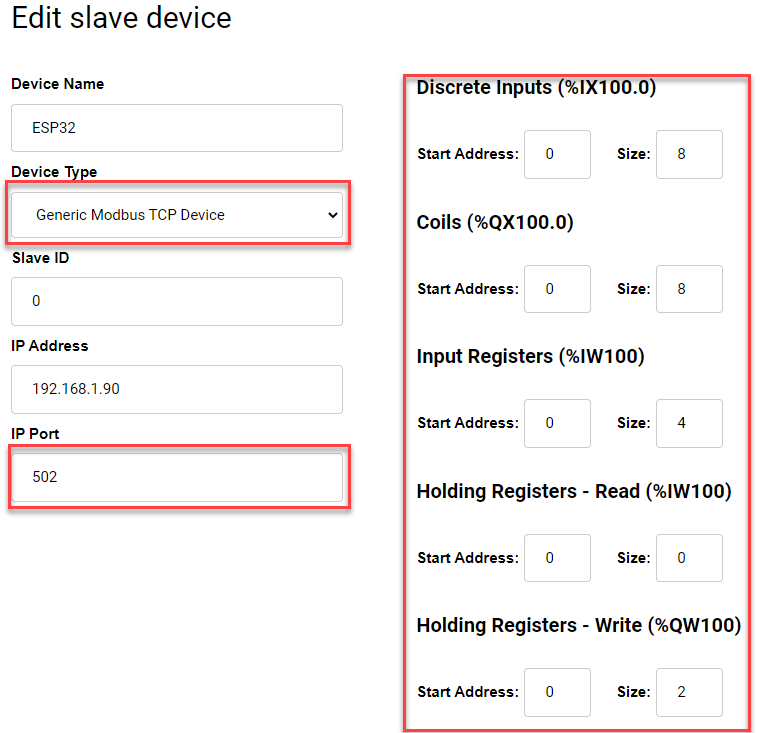 Edit slave device
Device Name
ESP32
Device Type
Generic Modbus TCP Device
Slave ID
0
IP Address
192.168.1.90
IP Port
502
Discrete Inputs (%IX100.0)
Start Address: 0 Size: 8
Coils (%QX100.0)
Start Address: 0 Size: 8
Input Registers (%IW100)
Start Address: 0 Size: 4
Holding Registers - Read (%IW100)
Start Address: 0 Size: 0
Holding Registers - Write (%QW100)
Start Address: 0 Size: 2